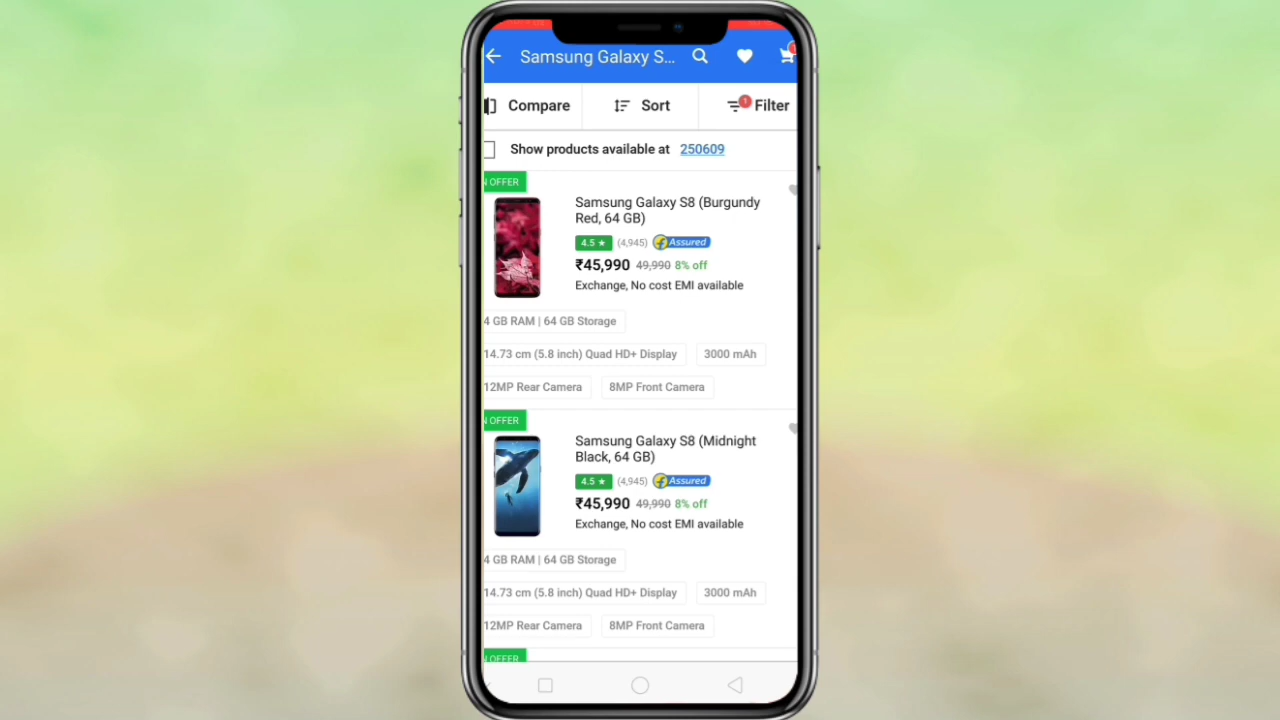 Samsung Galaxy S...
Compare
Sort
1
Filter
Show products available at 250609
OFFER
Samsung Galaxy S8 (Burgundy
Red, 64 GB)
4.5 ★ (4,945) Assured
₹45,990 49,990 8% off
Exchange, No cost EMI available
4 GB RAM | 64 GB Storage
14.73 cm (5.8 inch) Quad HD+ Display
3000 mAh
12MP Rear Camera
8MP Front Camera
OFFER
Samsung Galaxy S8 (Midnight
Black, 64 GB)
4.5 ★ (4,945) Assured
₹45,990 49,990 8% off
Exchange, No cost EMI available
4 GB RAM | 64 GB Storage
14.73 cm (5.8 inch) Quad HD+ Display
3000 mAh
12MP Rear Camera
8MP Front Camera
OFFER